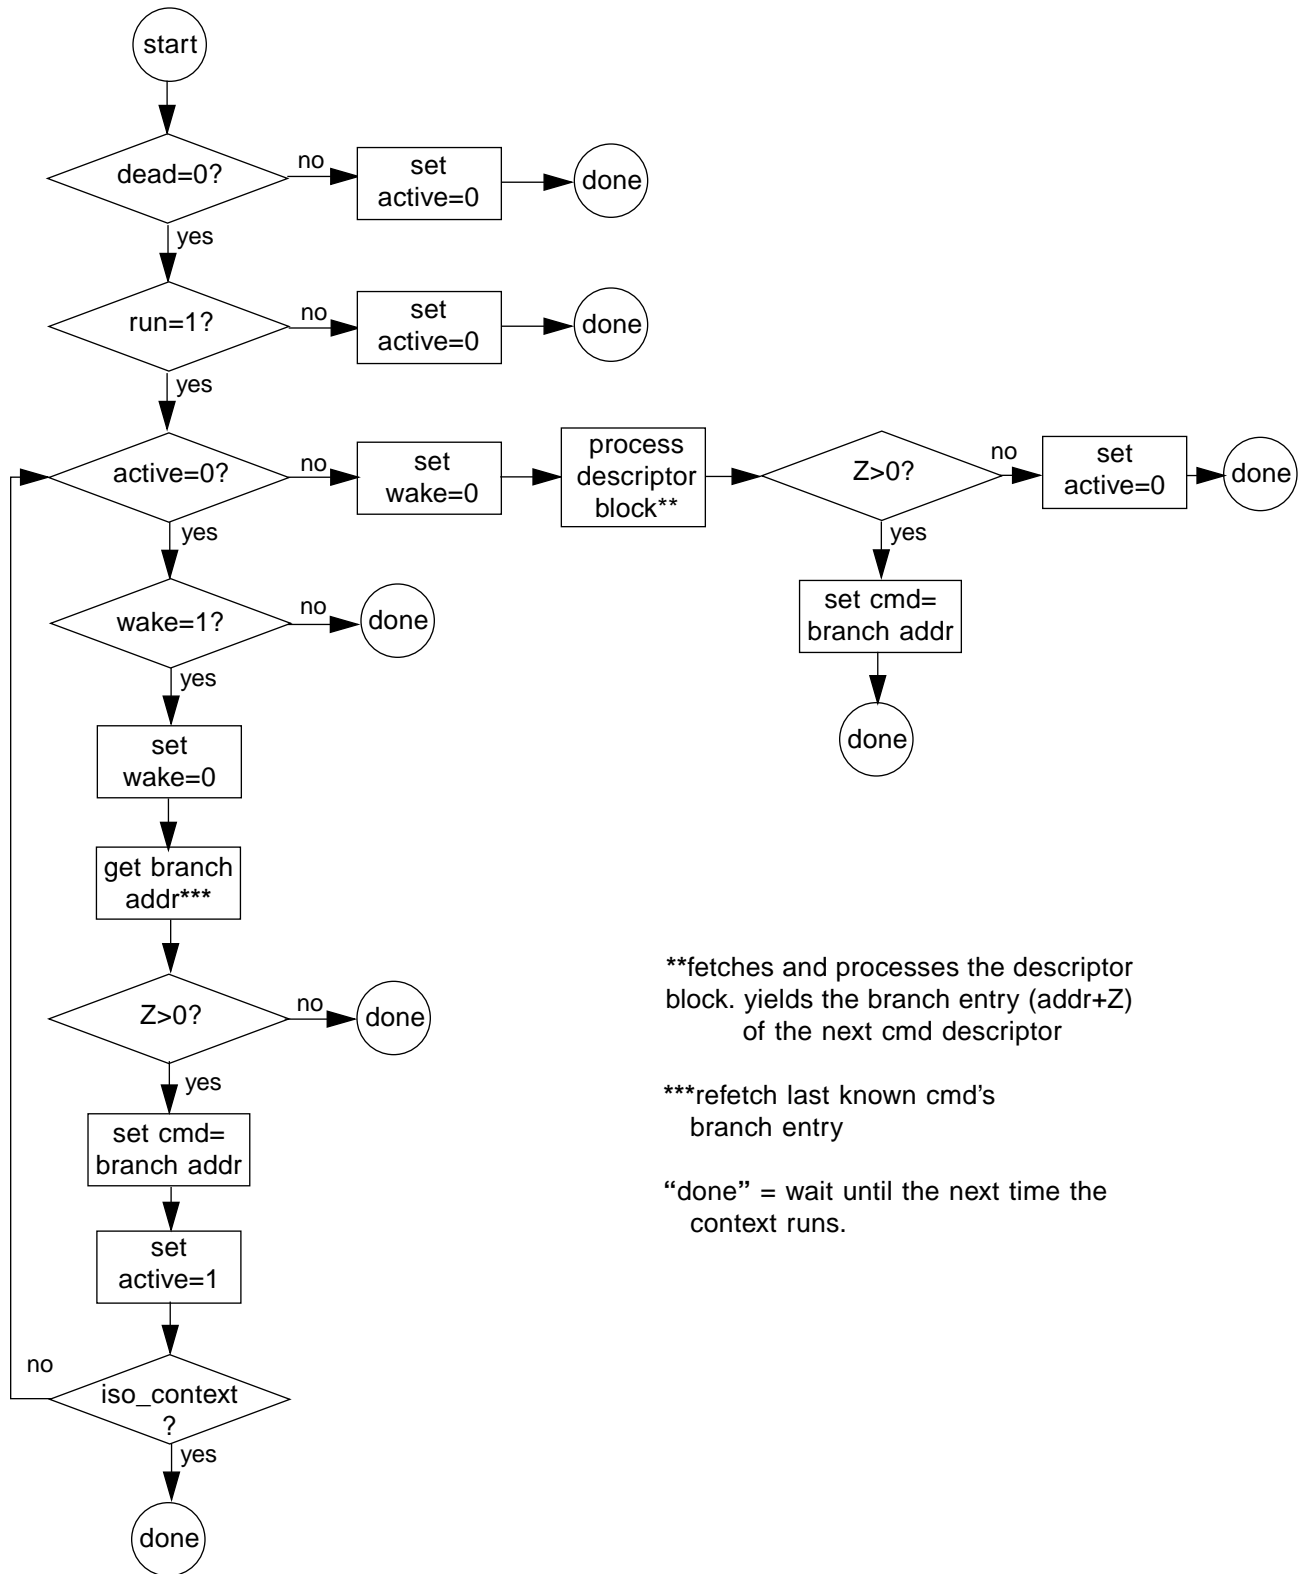 start
dead=0?
no
set
active=0
done
yes
run=1?
no
set
active=0
done
yes
active=0?
no
set
wake=0
process
descriptor
block**
Z>0?
no
set
active=0
done
yes
set cmd=
branch addr
done
yes
wake=1?
no
done
yes
set
wake=0
get branch
addr***
Z>0?
no
done
yes
set cmd=
branch addr
set
active=1
no
iso_context
?
yes
done
**fetches and processes the descriptor
block. yields the branch entry (addr+Z)
of the next cmd descriptor
***refetch last known cmd's
branch entry
“done” = wait until the next time the
context runs.